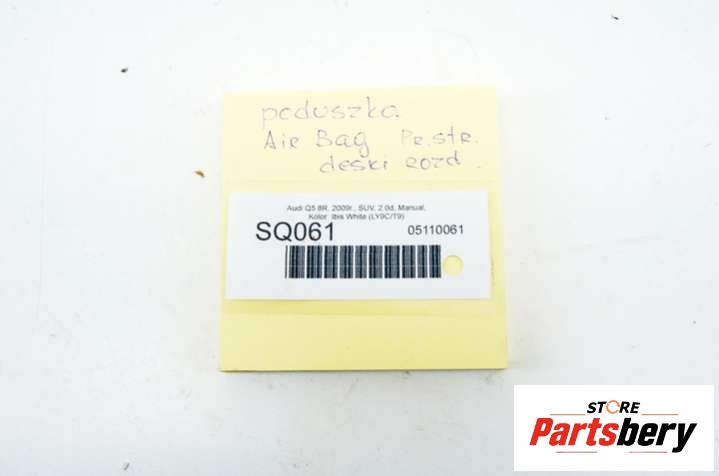 poduszka
Air Bag Pr. str.
deski rozd.
Audi Q5 8R, 2009r., SUV, 2.0d, Manual,
Kolor: Ibis White (LY9C/T9)
SQ061 05110061
STORE
Partsbery